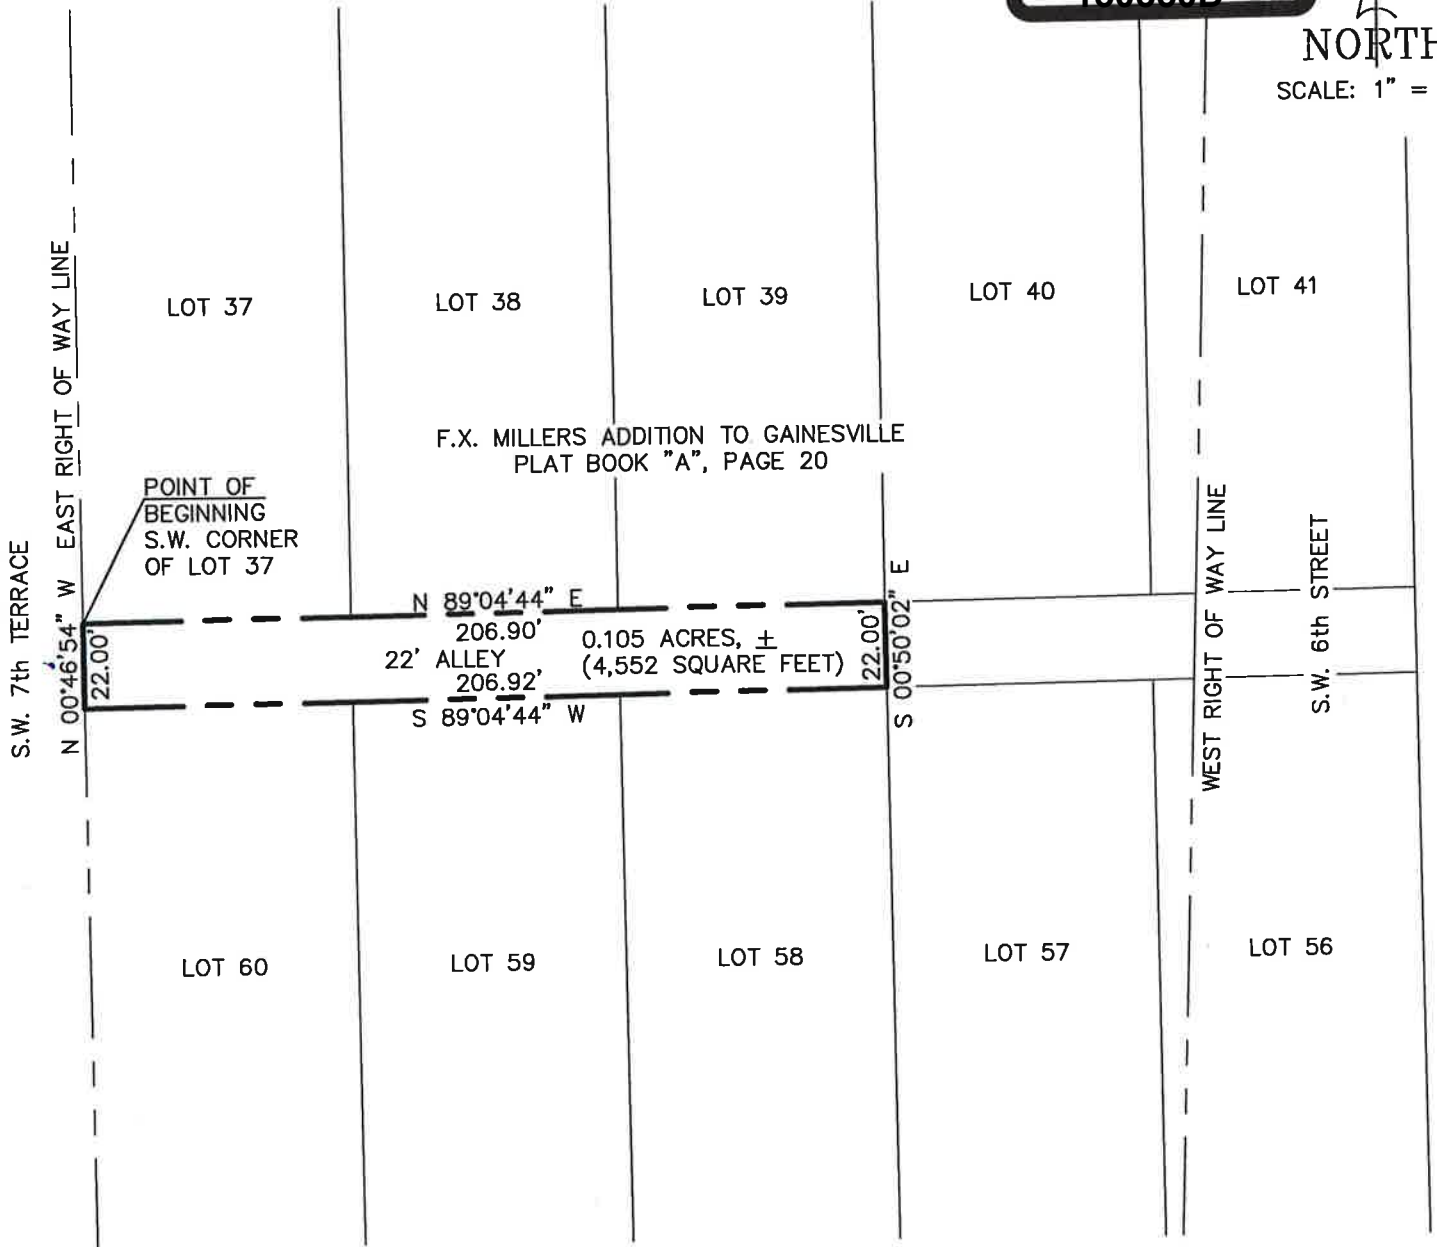 NORTH
SCALE: 1" =
LOT 37
LOT 38
LOT 39
LOT 40
LOT 41
EAST RIGHT OF WAY LINE
F.X. MILLERS ADDITION TO GAINESVILLE
PLAT BOOK "A", PAGE 20
POINT OF
BEGINNING
S.W. CORNER
OF LOT 37
S.W. 7th TERRACE
N 00°46'54" W
22.00'
N 89°04'44" E
206.90'
22' ALLEY
206.92'
S 89°04'44" W
0.105 ACRES, ±
(4,552 SQUARE FEET)
22.00'
S 00°50'02" E
WEST RIGHT OF WAY LINE
S.W. 6th STREET
LOT 60
LOT 59
LOT 58
LOT 57
LOT 56